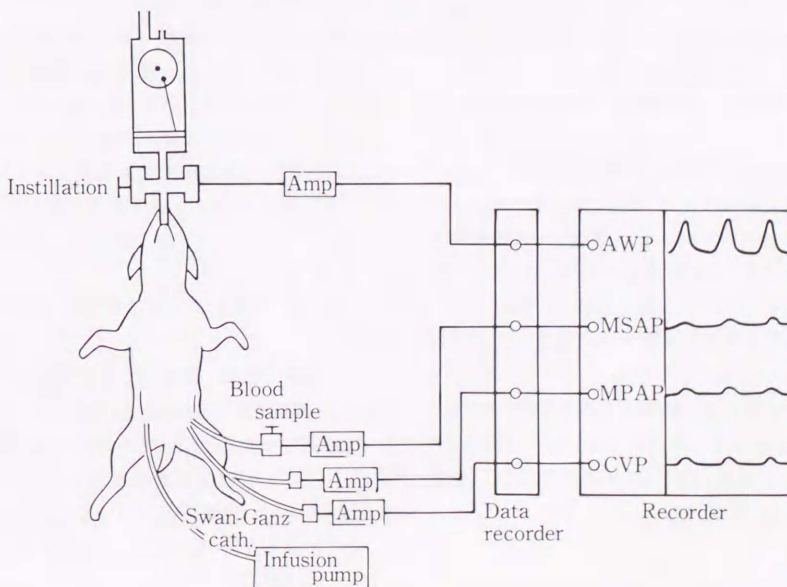 Instillation
Amp
AWP
MSAP
MPAP
CVP
Blood
sample
Amp
Amp
Amp
Swan-Ganz
cath.
Infusion
pump
Data
recorder
Recorder